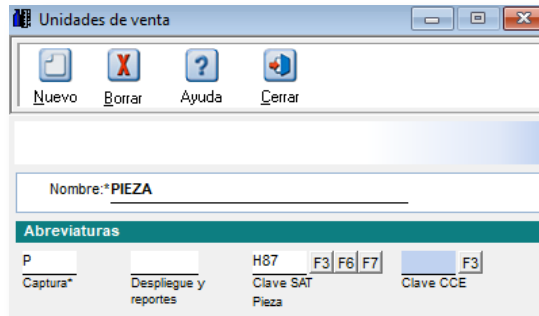 Unidades de venta
Nuevo Borrar Ayuda Cerrar
Nombre:*PIEZA
Abreviaturas
P H87 F3 F6 F7 F3
Captura* Despliegue y Clave SAT Clave CCE
reportes Pieza